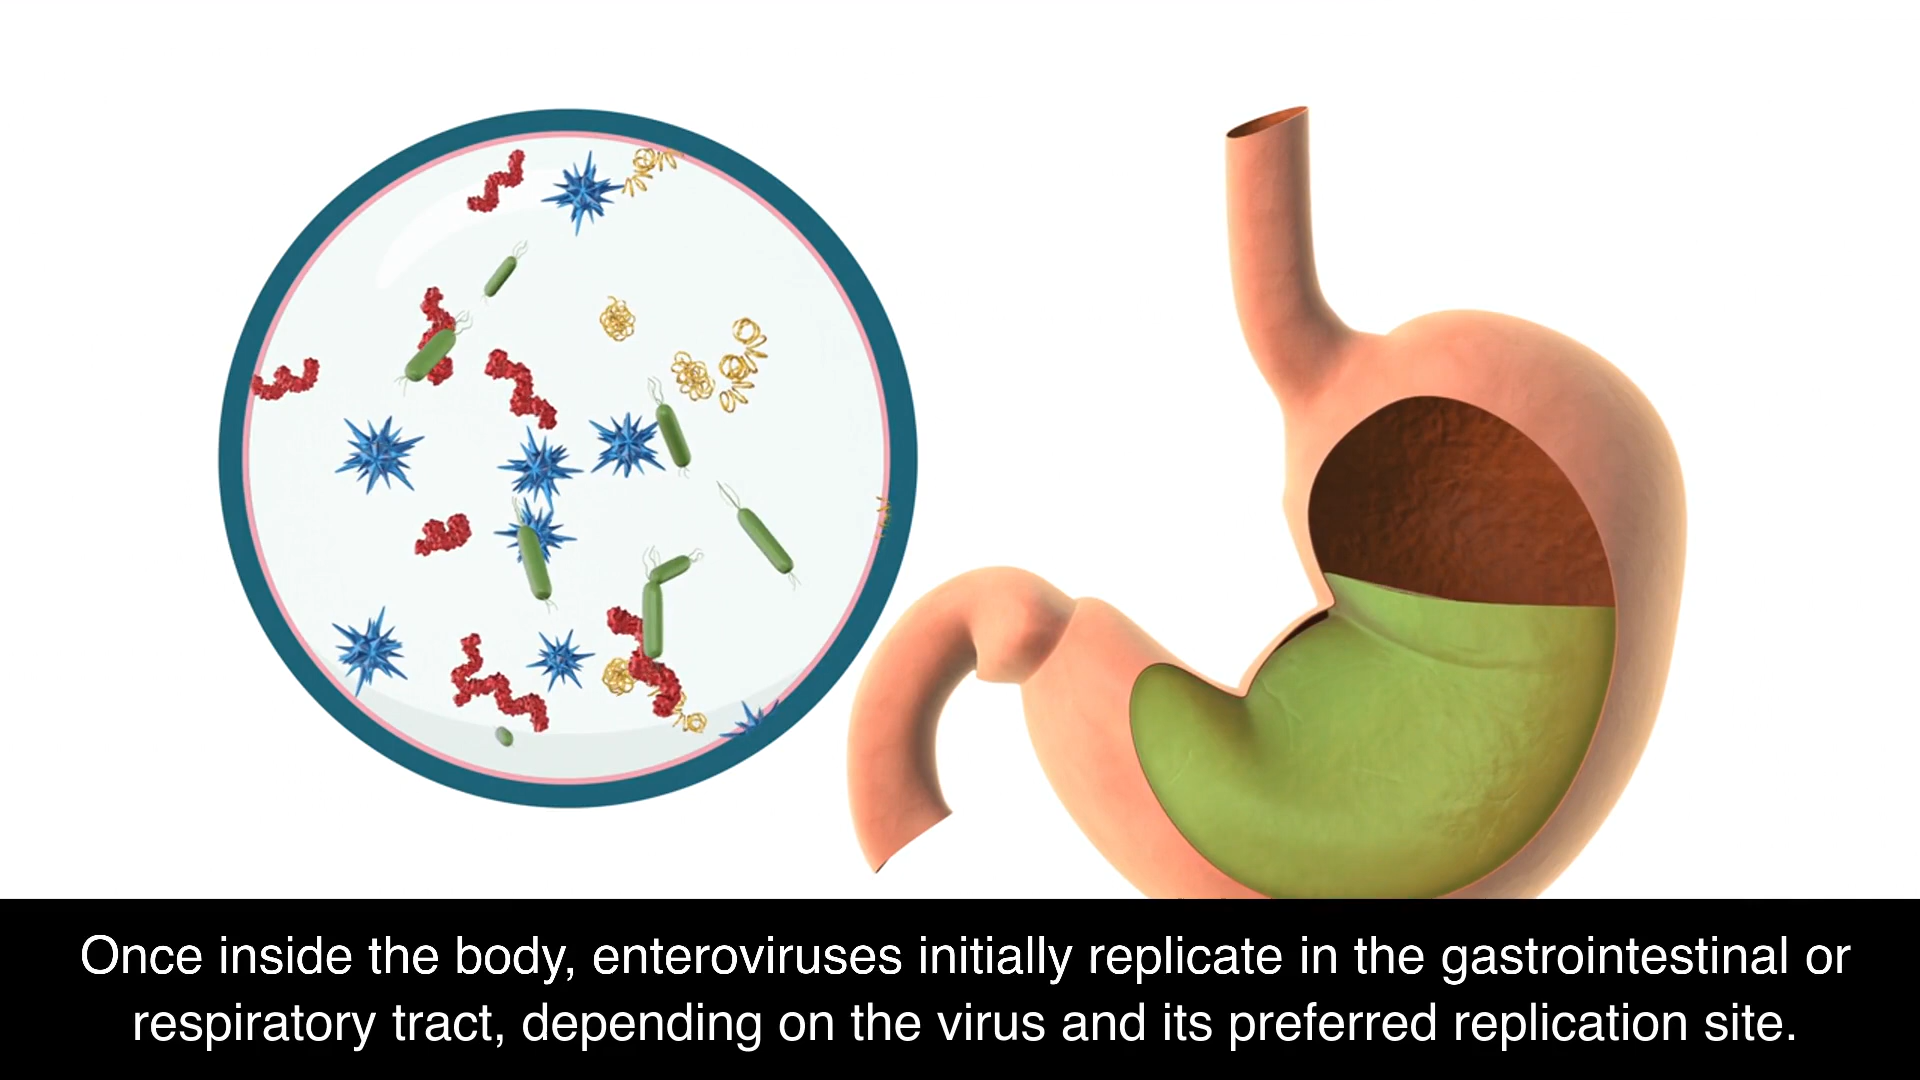 Once inside the body, enteroviruses initially replicate in the gastrointestinal or
respiratory tract, depending on the virus and its preferred replication site.